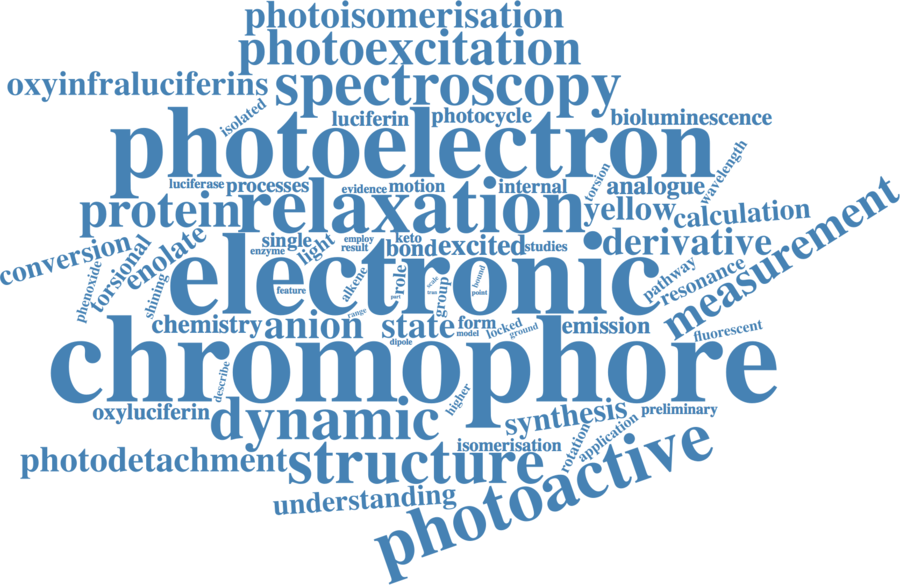 photoisomerisation
photoexcitation
oxyinfraluciferins
spectroscopy
isolated
luciferin
photocycle
bioluminescence
photoelectron
wavelength
luciferase
processes
evidence
motion
internal
torsion
analogue
protein
relaxation
yellow
calculation
conversion
torsional
enolate
single
light
enzyme
employ
result
keto
bond
excited
studies
derivative
measurement
phenoxide
shining
electronic
feature
alkene
role
part
scale
true
group
bound
point
pathway
resonance
chemistry
anion
range
state
form
model
locked
ground
emission
fluorescent
dipole
chromophore
describe
higher
oxyluciferin
dynamic
synthesis
preliminary
isomerisation
rotation
application
photodetachment
structure
understanding
photoactive